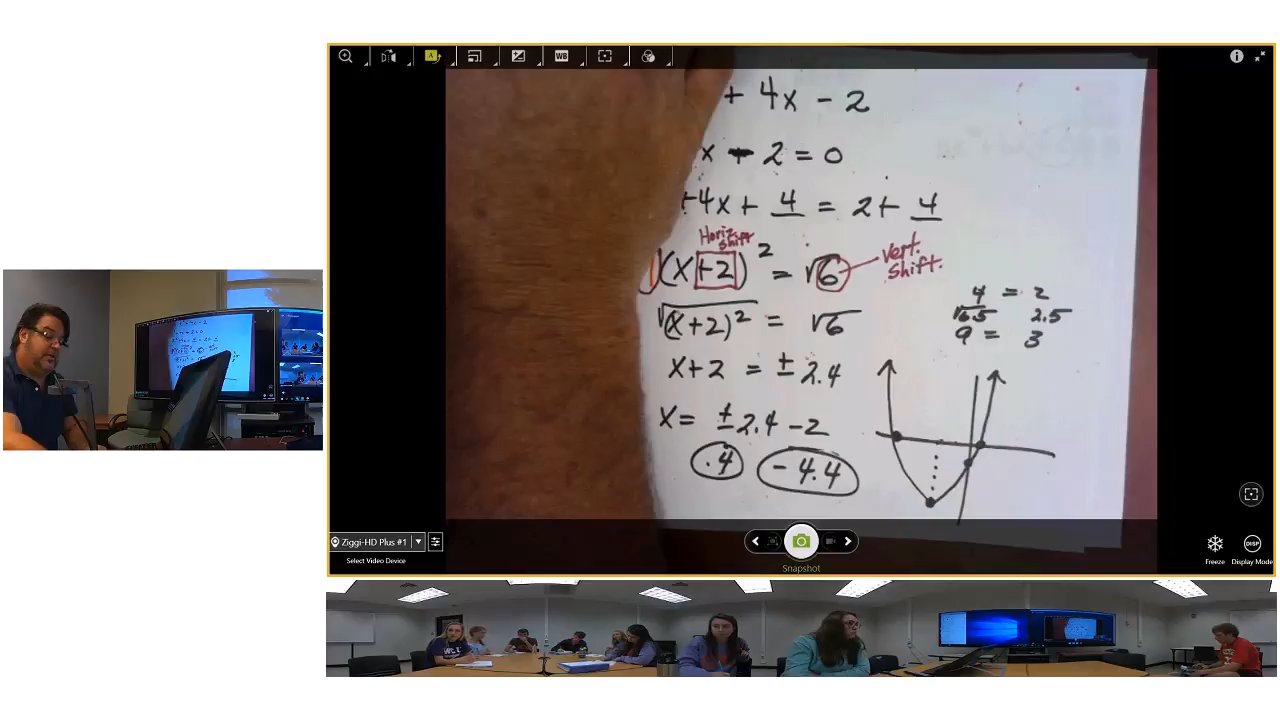 + 4x - 2
x - 2 = 0
+4x + 4 = 2 + 4
Horiz.
shift
(x +2)² = √6
vert.
shift.
√(x+2)² = √6
4 = 2
√6.5 2.5
9 = 3
x+2 = ± 2.4
x = ± 2.4 - 2
.4 - 4.4
WB
Ziggi-HD Plus #1
Select Video Device
Snapshot
Freeze
DISP
Display Mode